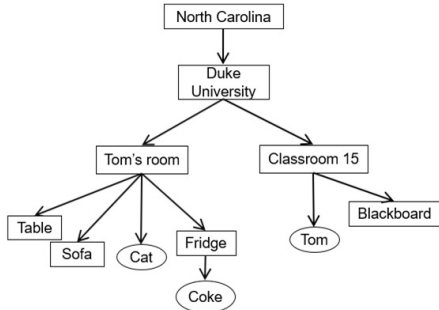 North Carolina
Duke
University
Tom's room
Classroom 15
Table
Sofa
Cat
Fridge
Tom
Blackboard
Coke